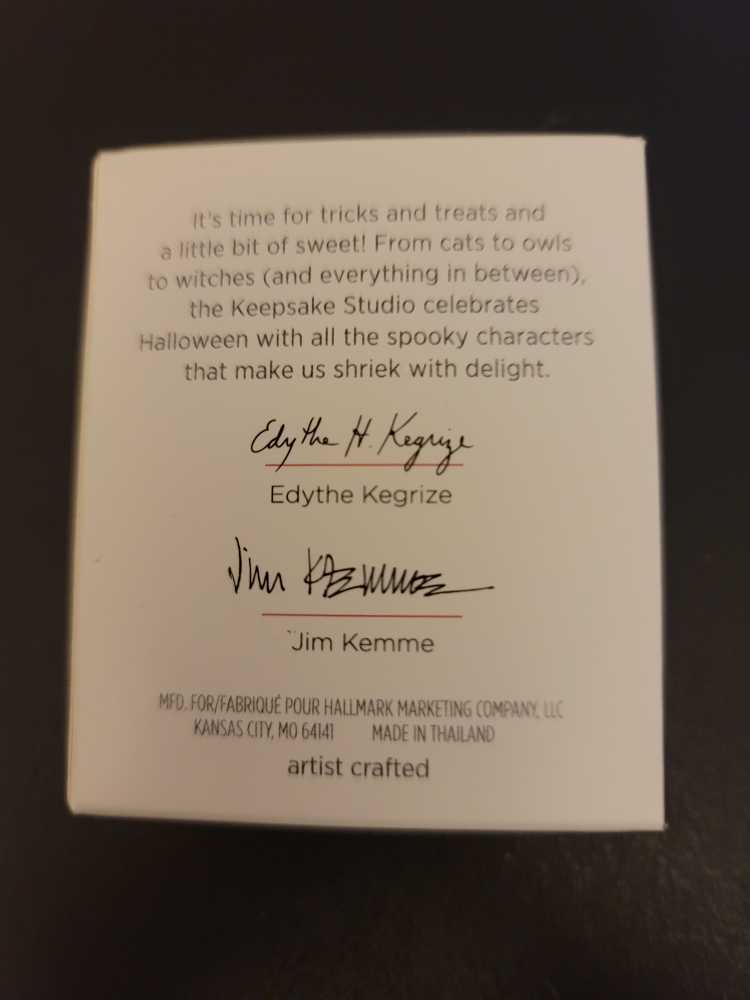 It's time for tricks and treats and
a little bit of sweet! From cats to owls
to witches (and everything in between),
the Keepsake Studio celebrates
Halloween with all the spooky characters
that make us shriek with delight.
Edythe H. Kegrize
Edythe Kegrize
Jim Kemme
Jim Kemme
MFD. FOR/FABRIQUÉ POUR HALLMARK MARKETING COMPANY, LLC
KANSAS CITY, MO 64141 MADE IN THAILAND
artist crafted